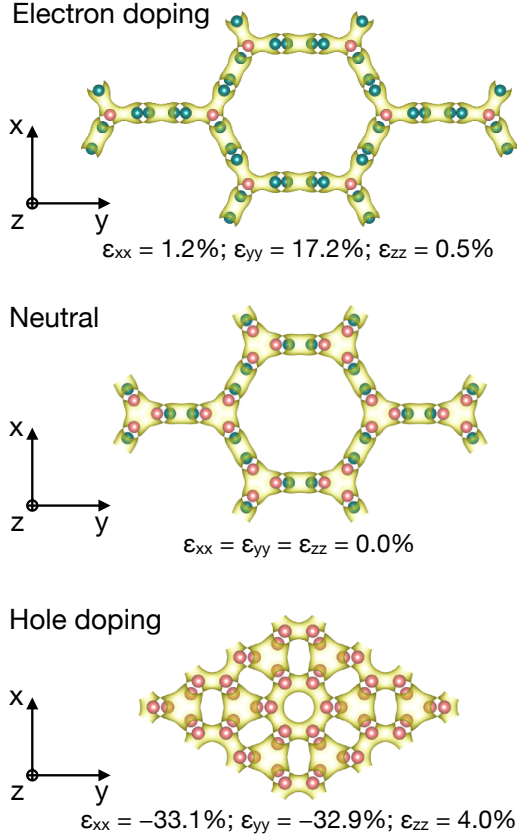 Electron doping
x
z
y
εxx = 1.2%; εyy = 17.2%; εzz = 0.5%
Neutral
x
z
y
εxx = εyy = εzz = 0.0%
Hole doping
x
z
y
εxx = −33.1%; εyy = −32.9%; εzz = 4.0%